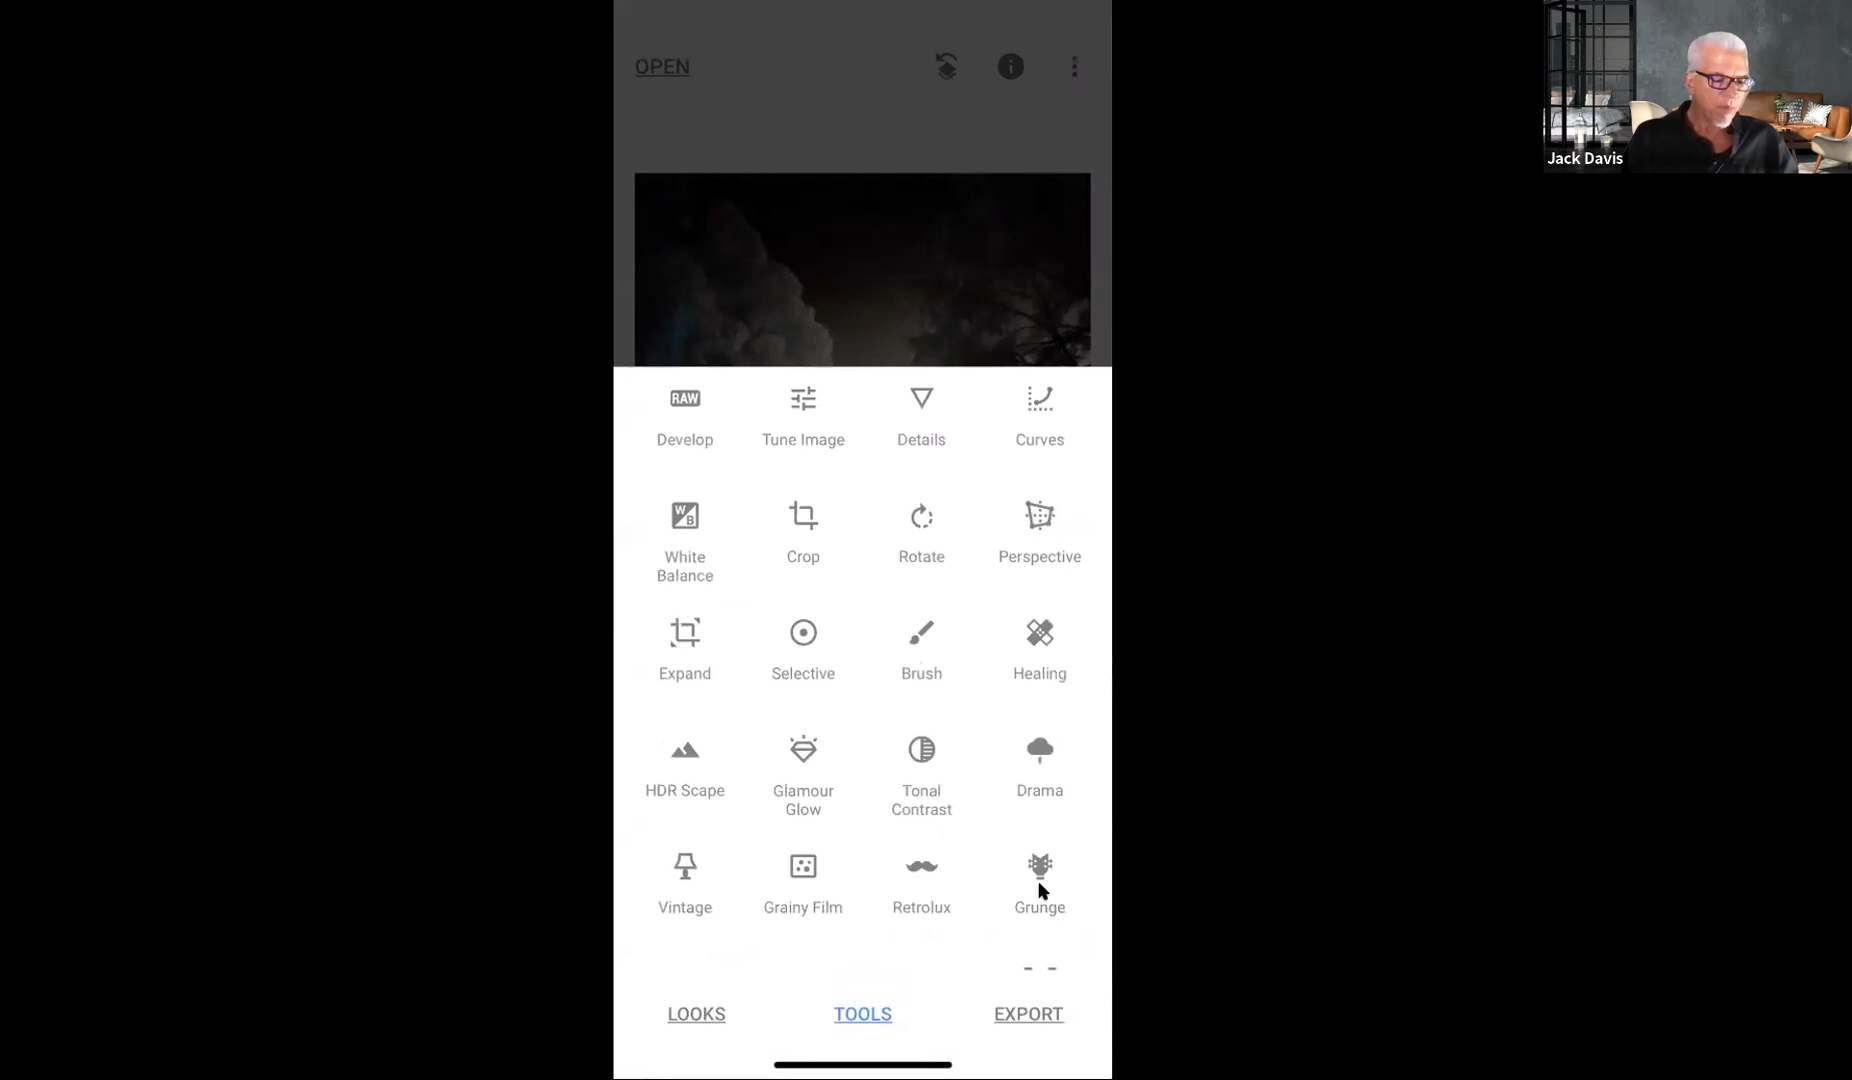 OPEN
Jack Davis
RAW
Develop
Tune Image
Details
Curves
W
B
White
Balance
Crop
Rotate
Perspective
Expand
Selective
Brush
Healing
HDR Scape
Glamour
Glow
Tonal
Contrast
Drama
Vintage
Grainy Film
Retrolux
Grunge
LOOKS
TOOLS
EXPORT